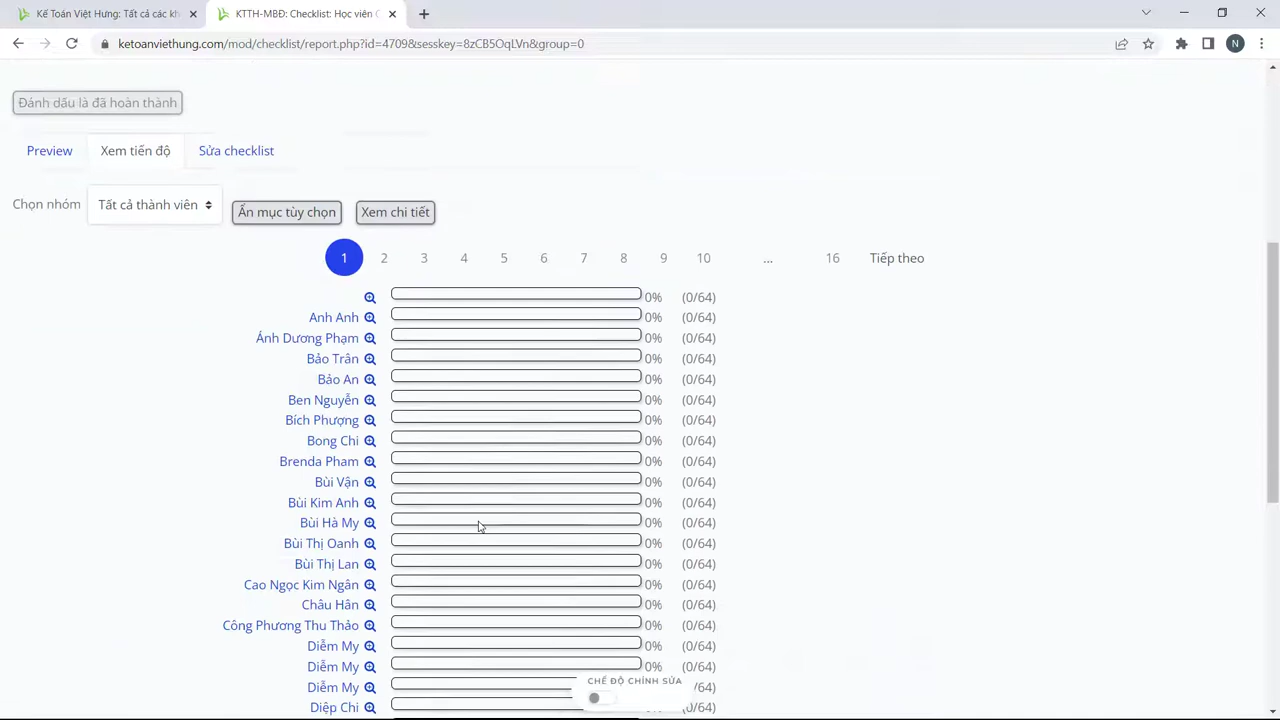 Kế Toán Việt Hưng: Tất cả các kh
KTTH-MBĐ: Checklist: Học viên
ketoanviethung.com/mod/checklist/report.php?id=4709&sesskey=8zCB5OqLVn&group=0
N
Đánh dấu là đã hoàn thành
Preview Xem tiến độ Sửa checklist
Chọn nhóm Tất cả thành viên Ẩn mục tùy chọn Xem chi tiết
1 2 3 4 5 6 7 8 9 10 ... 16 Tiếp theo
0% (0/64)
Anh Anh 0% (0/64)
Ánh Dương Phạm 0% (0/64)
Bảo Trân 0% (0/64)
Bảo An 0% (0/64)
Ben Nguyễn 0% (0/64)
Bích Phượng 0% (0/64)
Bong Chi 0% (0/64)
Brenda Pham 0% (0/64)
Bùi Vận 0% (0/64)
Bùi Kim Anh 0% (0/64)
Bùi Hà My 0% (0/64)
Bùi Thị Oanh 0% (0/64)
Bùi Thị Lan 0% (0/64)
Cao Ngọc Kim Ngân 0% (0/64)
Châu Hân 0% (0/64)
Công Phương Thu Thảo 0% (0/64)
Diễm My 0% (0/64)
Diễm My 0% (0/64)
CHẾ ĐỘ CHỈNH SỬA
Diễm My /64)
Diệp Chi 0% (0/64)